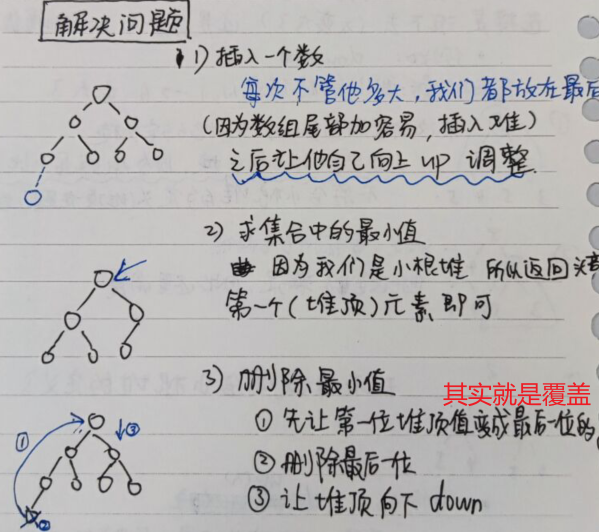 解决问题
1) 插入一个数
每次不管他多大，我们都放在最后
(因为数组尾部加容易，插入难)
之后让他自己向上 up 调整.
2) 求集合中的最小值
因为我们是小根堆 所以返回
第一个(堆顶)元素即可
3) 删除最小值
其实就是覆盖
① 先让第一位堆顶值变成最后一位的
② 删除最后一位
③ 让堆顶向下 down
①
③
②